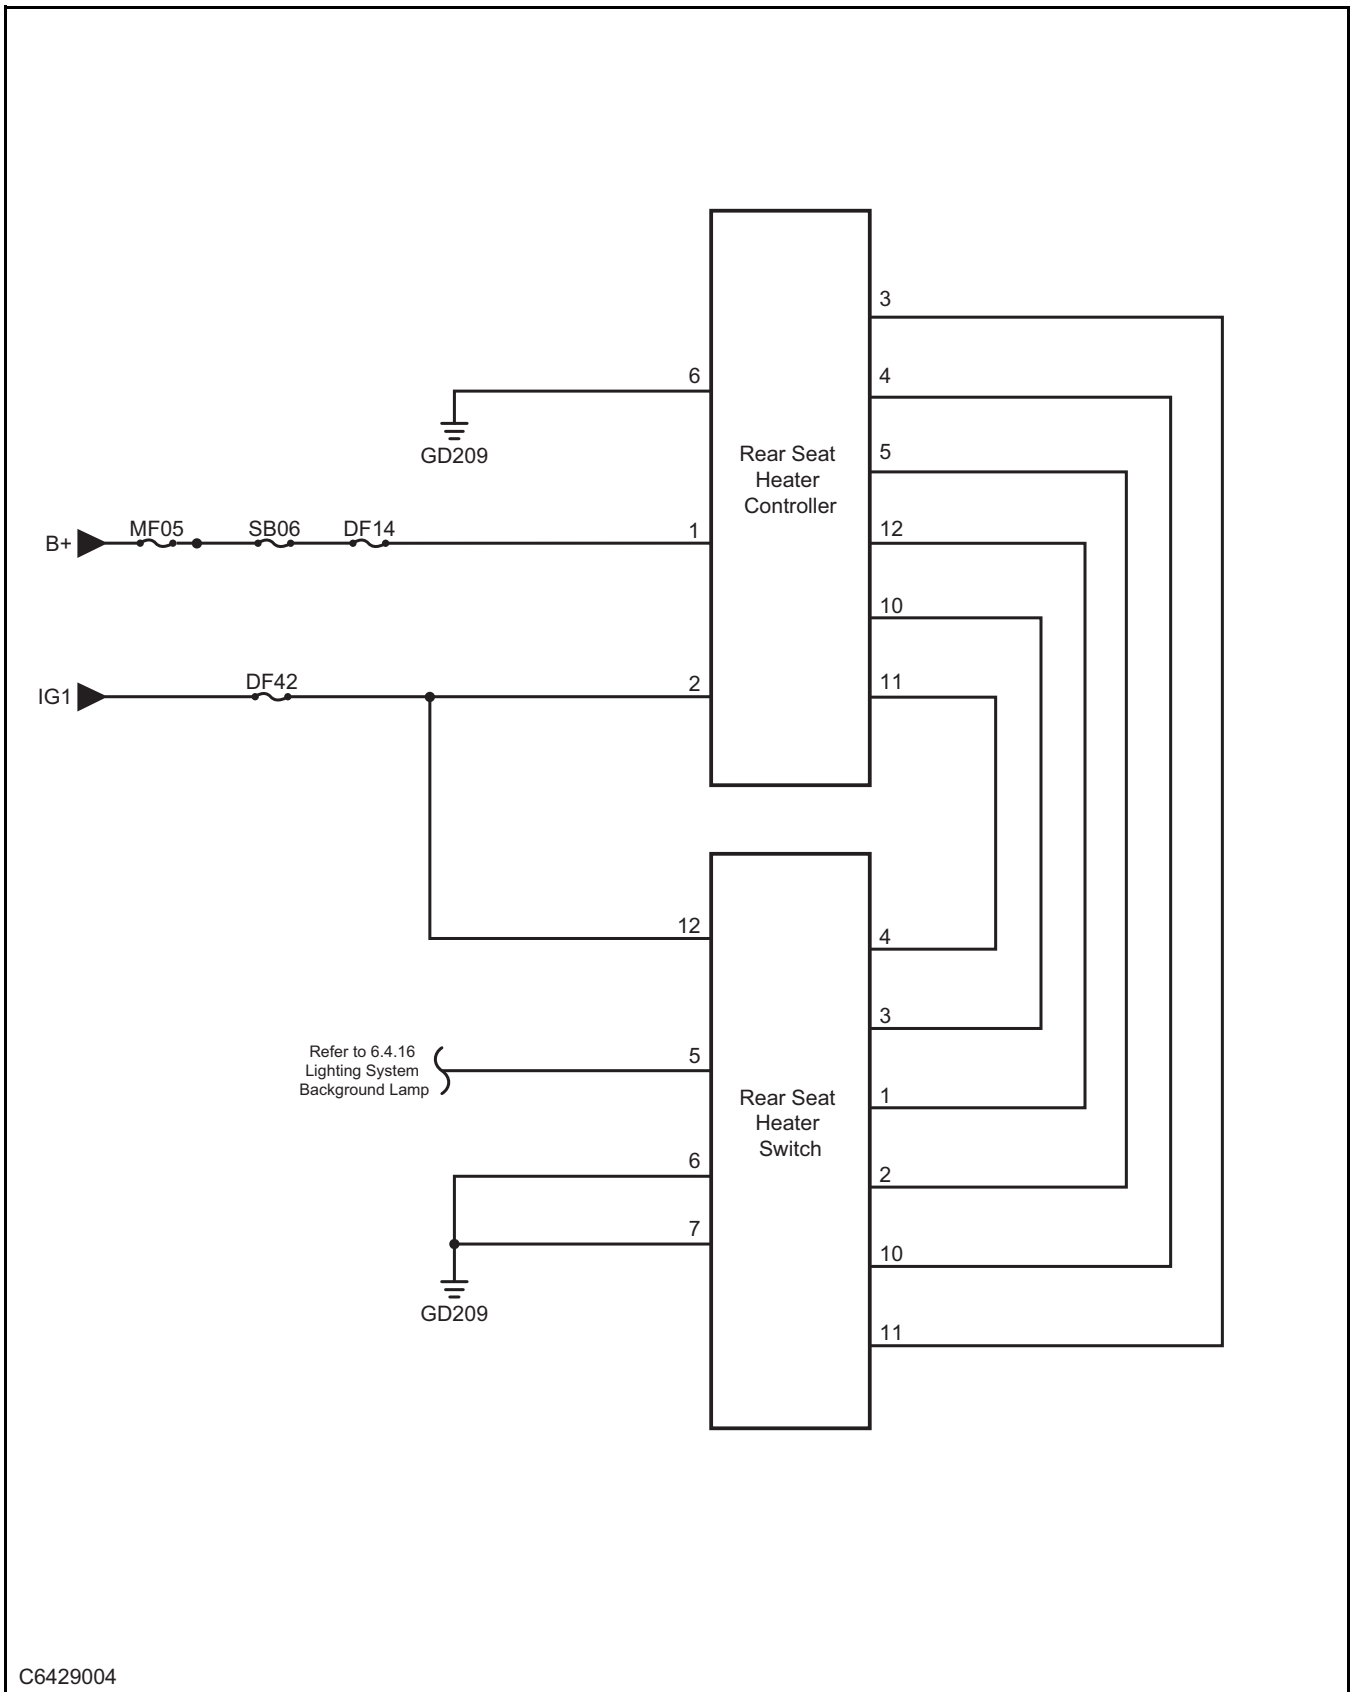 3
6
4
GD209
Rear Seat
Heater
Controller
5
B+
MF05
SB06
DF14
1
12
10
IG1
DF42
2
11
12
4
3
Refer to 6.4.16
Lighting System
Background Lamp
5
Rear Seat
Heater
Switch
1
6
2
7
10
GD209
11
C6429004